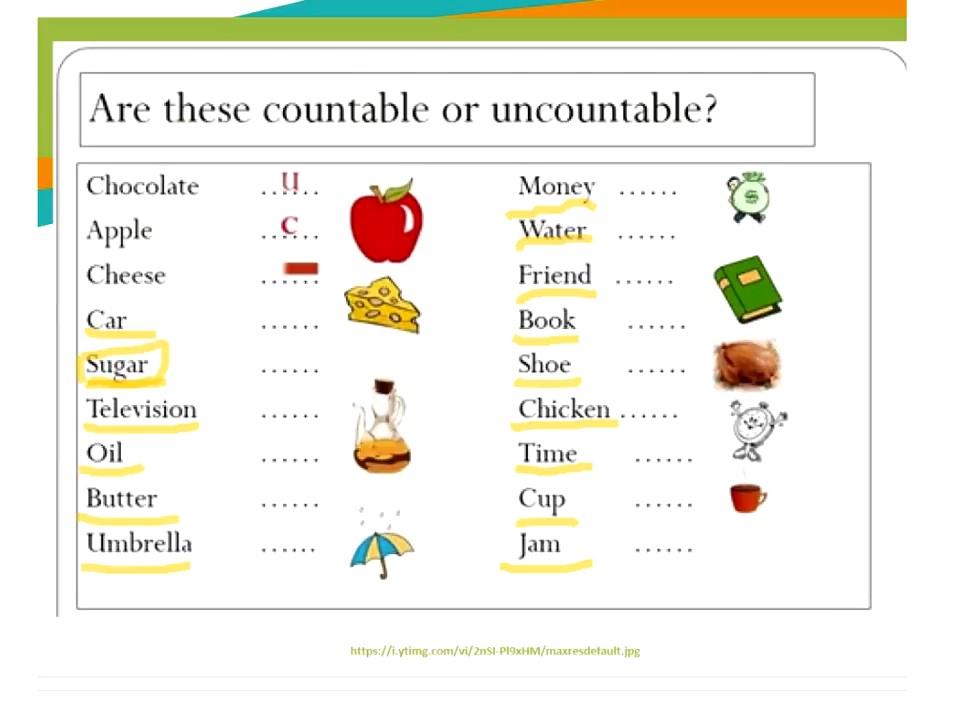 Are these countable or uncountable?
Chocolate ..U....
Apple ..C....
Cheese ......
Car ......
Sugar ......
Television ......
Oil ......
Butter ......
Umbrella ......
Money ......
Water ......
Friend ......
Book ......
Shoe ......
Chicken ......
Time ......
Cup ......
Jam ......
$
https://i.ytimg.com/vi/2nSI-Pl9xHM/maxresdefault.jpg